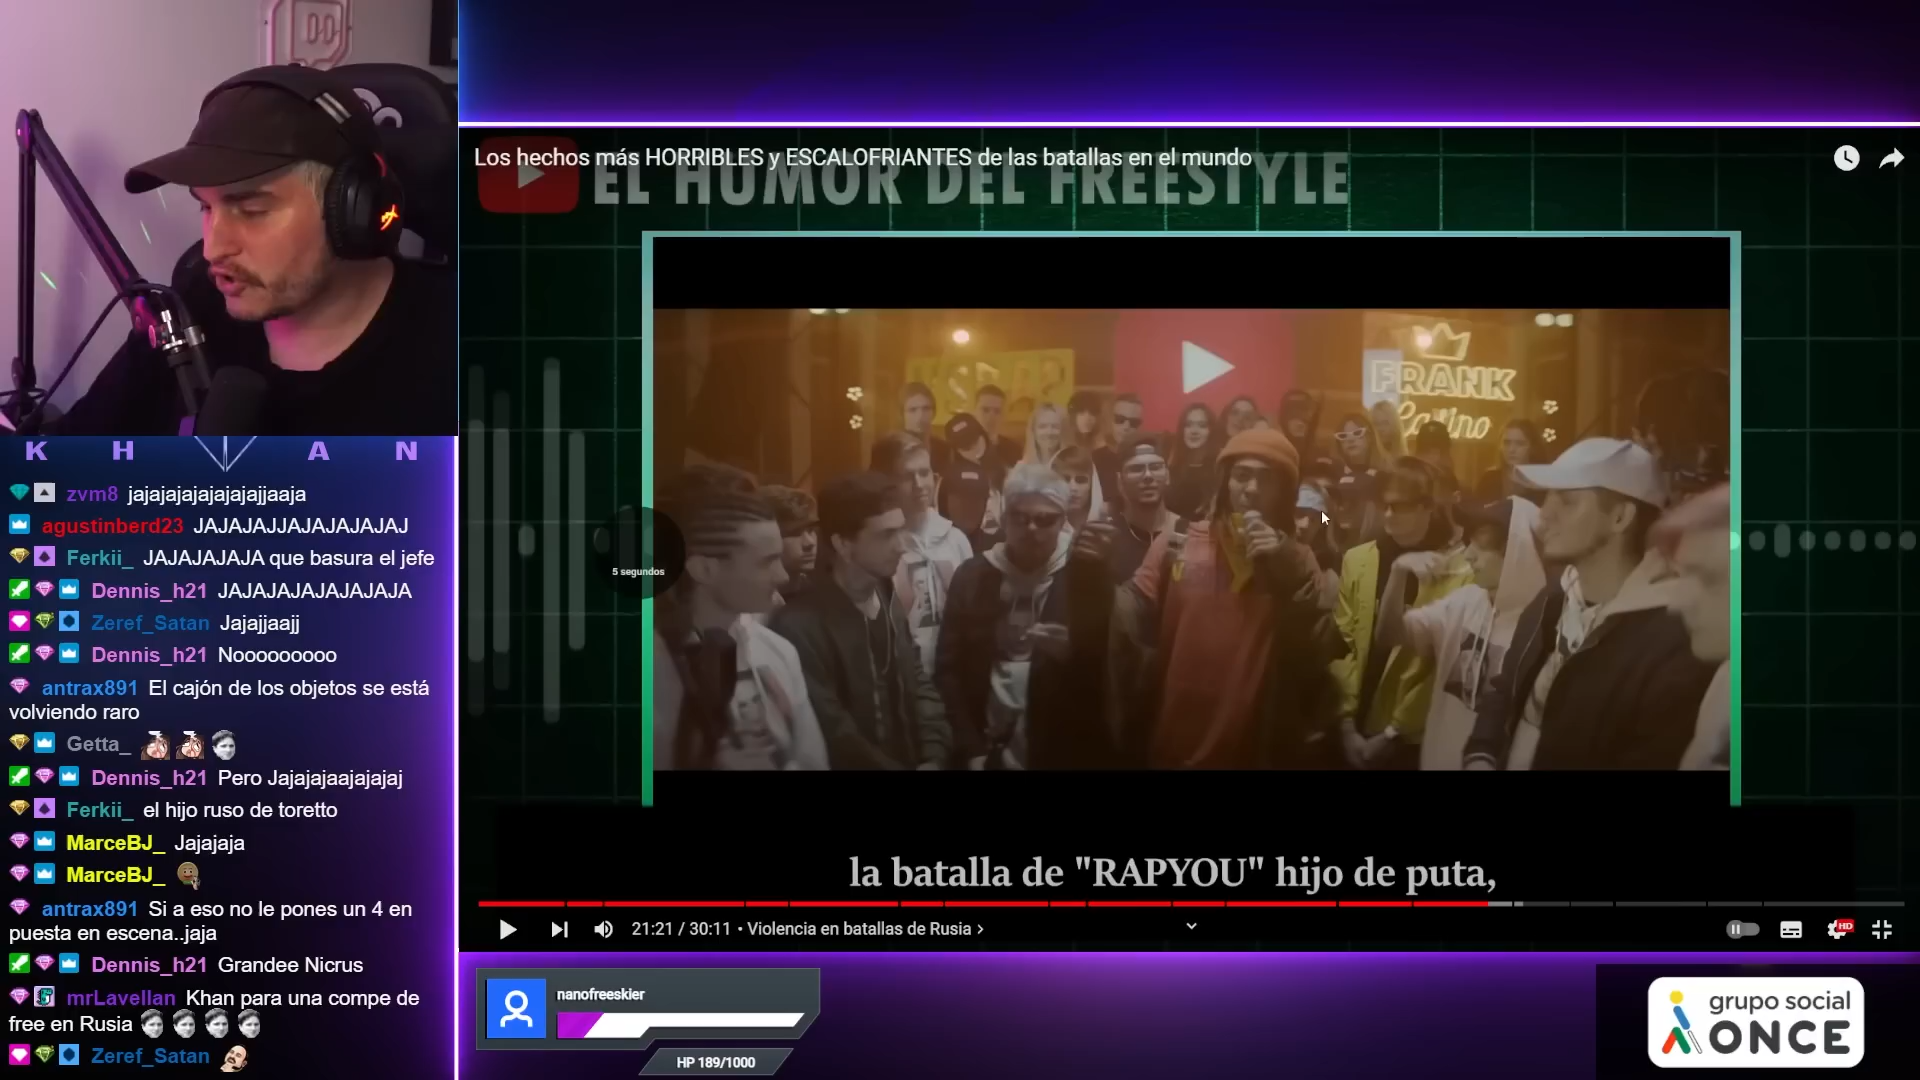 K H A N
zvm8 jajajajajajajajjaaja
agustinberd23 JAJAJAJJAJAJAJAJAJ
Ferkii_ JAJAJAJAJA que basura el jefe
Dennis_h21 JAJAJAJAJAJAJAJA
Zeref_Satan Jajajjaajj
Dennis_h21 Nooooooooo
antrax891 El cajón de los objetos se está
volviendo raro
Getta_
Dennis_h21 Pero Jajajajaajajajaj
Ferkii_ el hijo ruso de toretto
MarceBJ_ Jajajaja
MarceBJ_
antrax891 Si a eso no le pones un 4 en
puesta en escena..jaja
Dennis_h21 Grandee Nicrus
mrLavellan Khan para una compe de
free en Rusia
Zeref_Satan
Los hechos más HORRIBLES y ESCALOFRIANTES de las batallas en el mundo
EL HUMOR DEL FREESTYLE
FRANK
Casino
5 segundos
la batalla de "RAPYOU" hijo de puta,
21:21 / 30:11 • Violencia en batallas de Rusia ›
HD
nanofreeskier
HP 189/1000
grupo social
ONCE